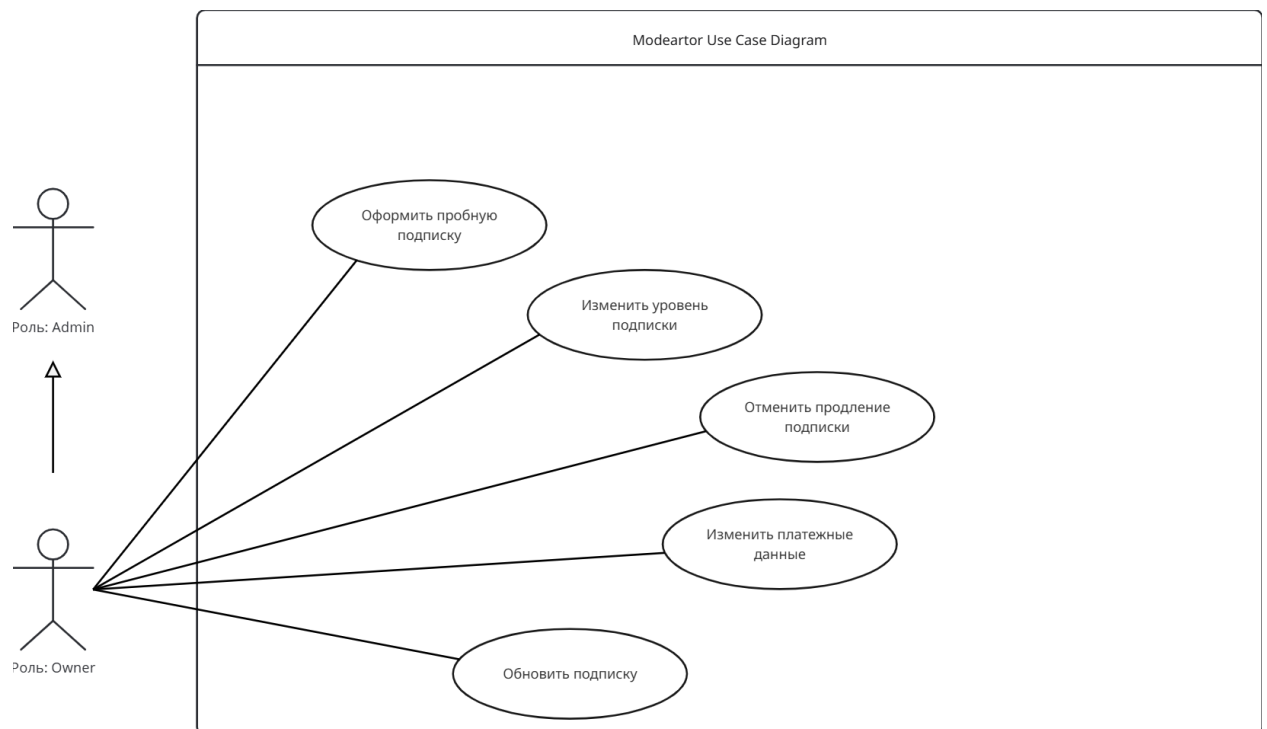 Modeartor Use Case Diagram
Оформить пробную
подписку
Изменить уровень
подписки
Роль: Admin
Отменить продление
подписки
Изменить платежные
данные
Роль: Owner
Обновить подписку